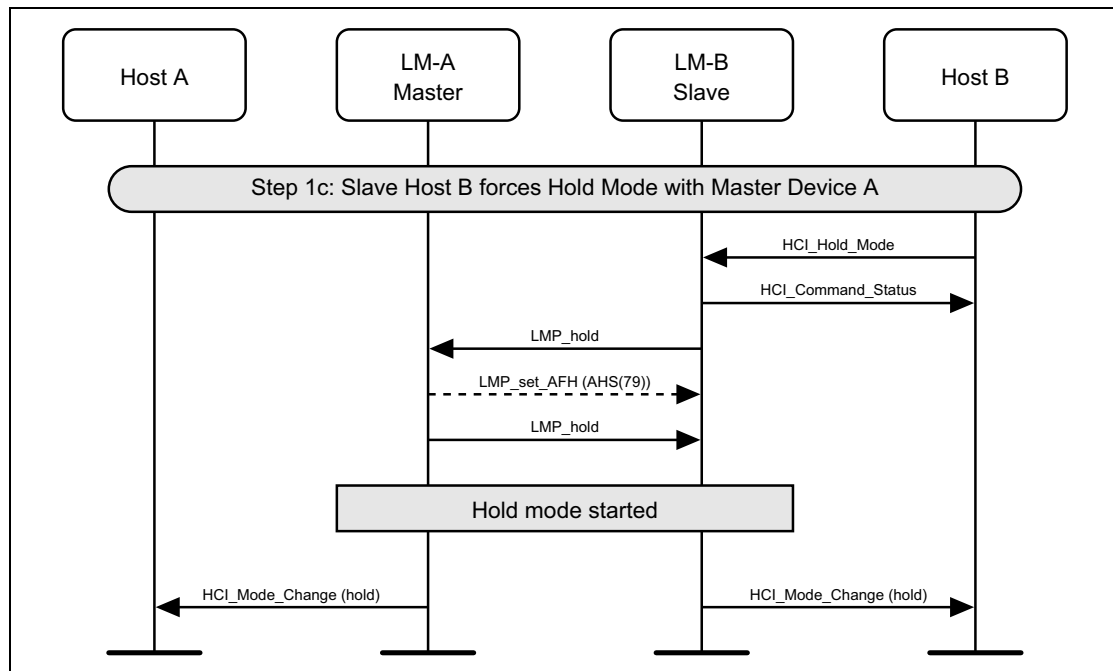 Host A
LM-A
Master
LM-B
Slave
Host B
Step 1c: Slave Host B forces Hold Mode with Master Device A
HCI_Hold_Mode
HCI_Command_Status
LMP_hold
LMP_set_AFH (AHS(79))
LMP_hold
Hold mode started
HCI_Mode_Change (hold)
HCI_Mode_Change (hold)